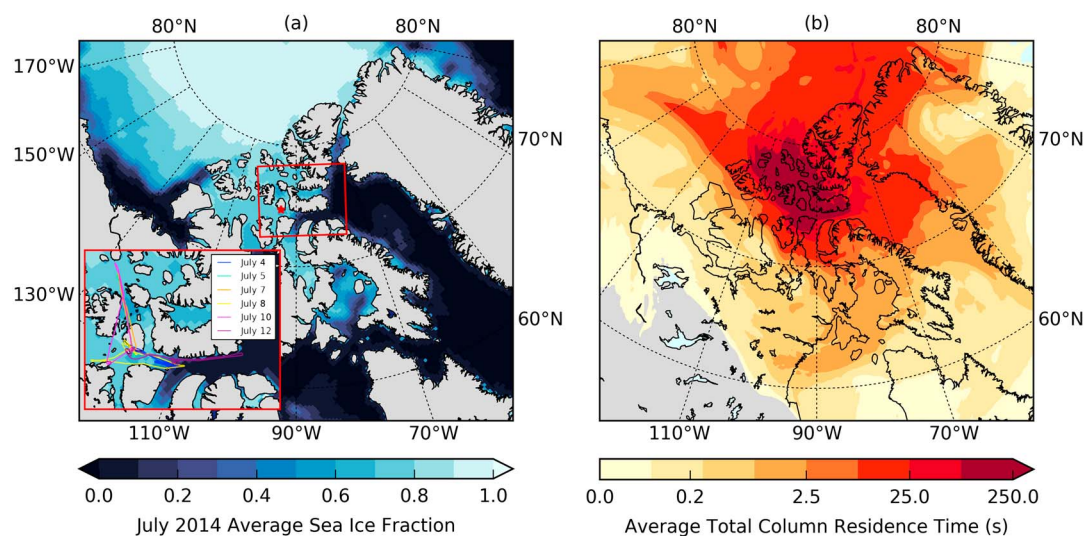 80°N (a) 80°N
170°W
150°W
130°W
70°N
60°N
110°W 90°W 70°W
July 4
July 5
July 7
July 8
July 10
July 12
0.0 0.2 0.4 0.6 0.8 1.0
July 2014 Average Sea Ice Fraction
80°N (b) 80°N
70°N
60°N
110°W 90°W 70°W
0.0 0.2 2.5 25.0 250.0
Average Total Column Residence Time (s)